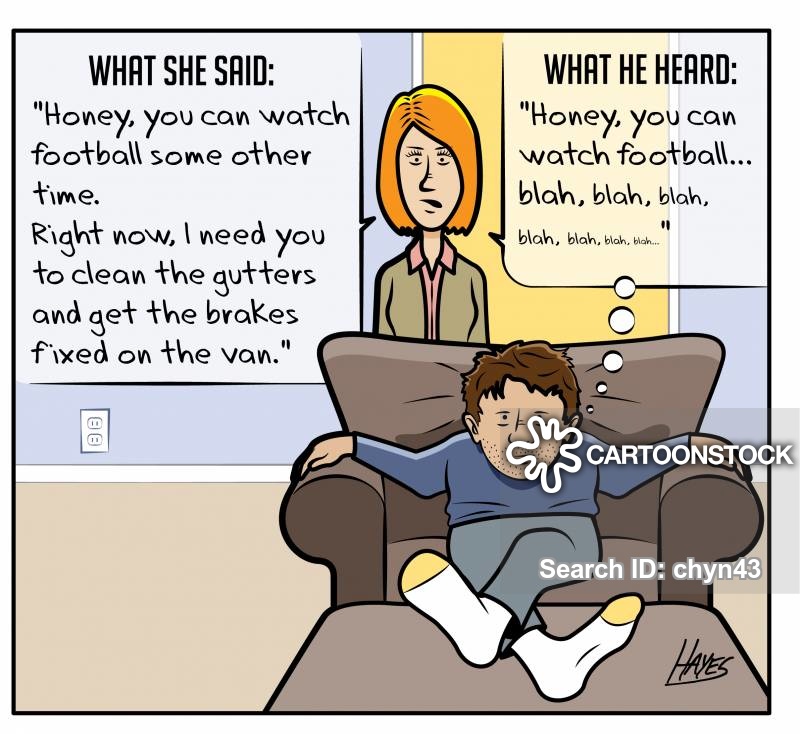 WHAT SHE SAID:
"Honey, you can watch
football some other
time.
Right now, I need you
to clean the gutters
and get the brakes
fixed on the van."
WHAT HE HEARD:
"Honey, you can
watch football...
blah, blah, blah,
blah, blah, blah, blah..."
CARTOONSTOCK
Search ID: chyn43
HAYES